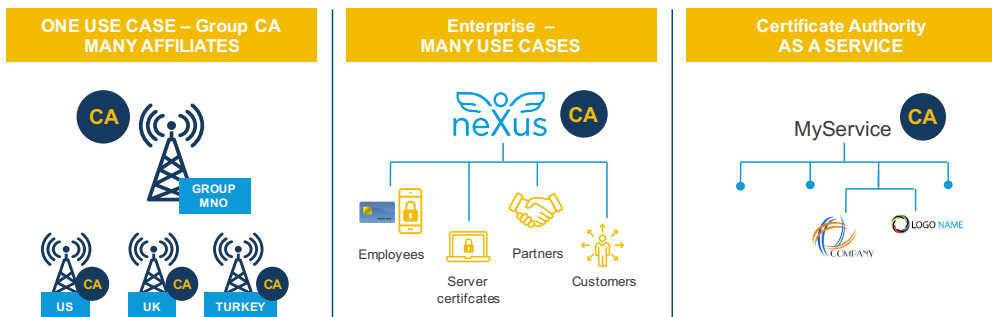 ONE USE CASE – Group CA
MANY AFFILIATES
CA
GROUP
MNO
CA
CA
CA
US
UK
TURKEY
Enterprise –
MANY USE CASES
neXus
CA
Employees
Server
certifcates
Partners
Customers
Certificate Authority
AS A SERVICE
CA
MyService
COMPANY
LOGO NAME